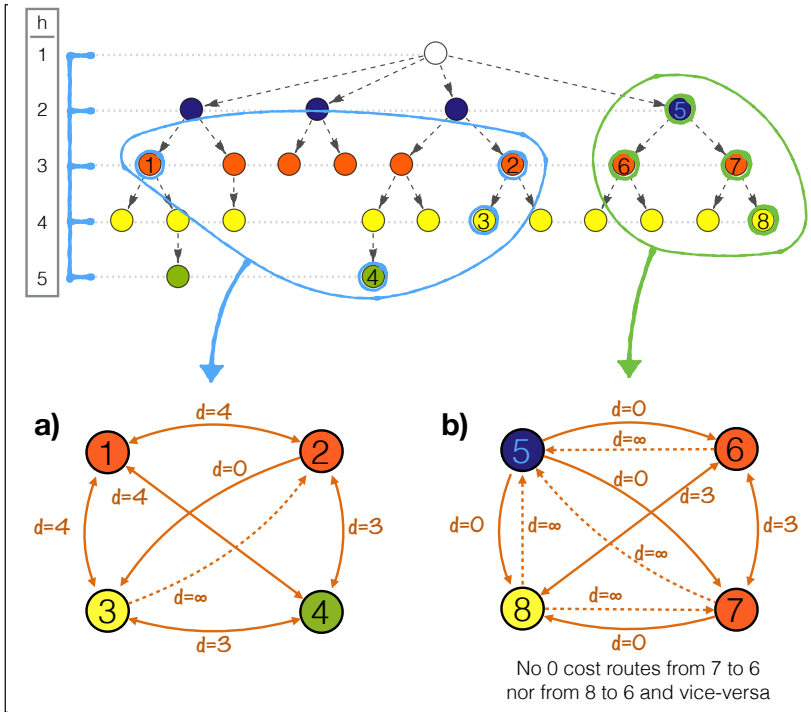 h
1
2
5
3
1
2
6
7
4
3
8
5
4
a)
b)
d=4
d=0
1
2
5
6
d=∞
d=0
d=0
d=4
d=3
d=4
d=3
d=0
d=∞
d=3
d=∞
d=∞
d=∞
3
4
8
7
d=3
d=0
No 0 cost routes from 7 to 6
nor from 8 to 6 and vice-versa